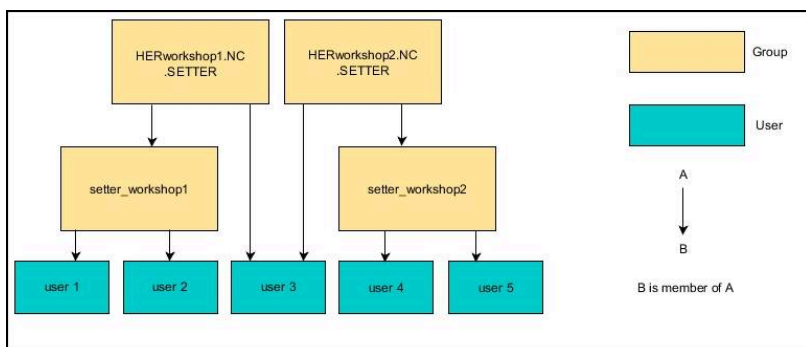 HERworkshop1.NC
.SETTER
HERworkshop2.NC
.SETTER
Group
User
setter_workshop1
setter_workshop2
A
B
user 1
user 2
user 3
user 4
user 5
B is member of A